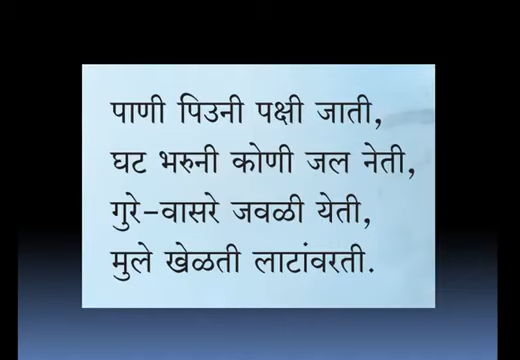 पाणी पिउनी पक्षी जाती,
घट भरुनी कोणी जल नेती,
गुरे-वासरे जवळी येती,
मुले खेळती लाटांवरती.